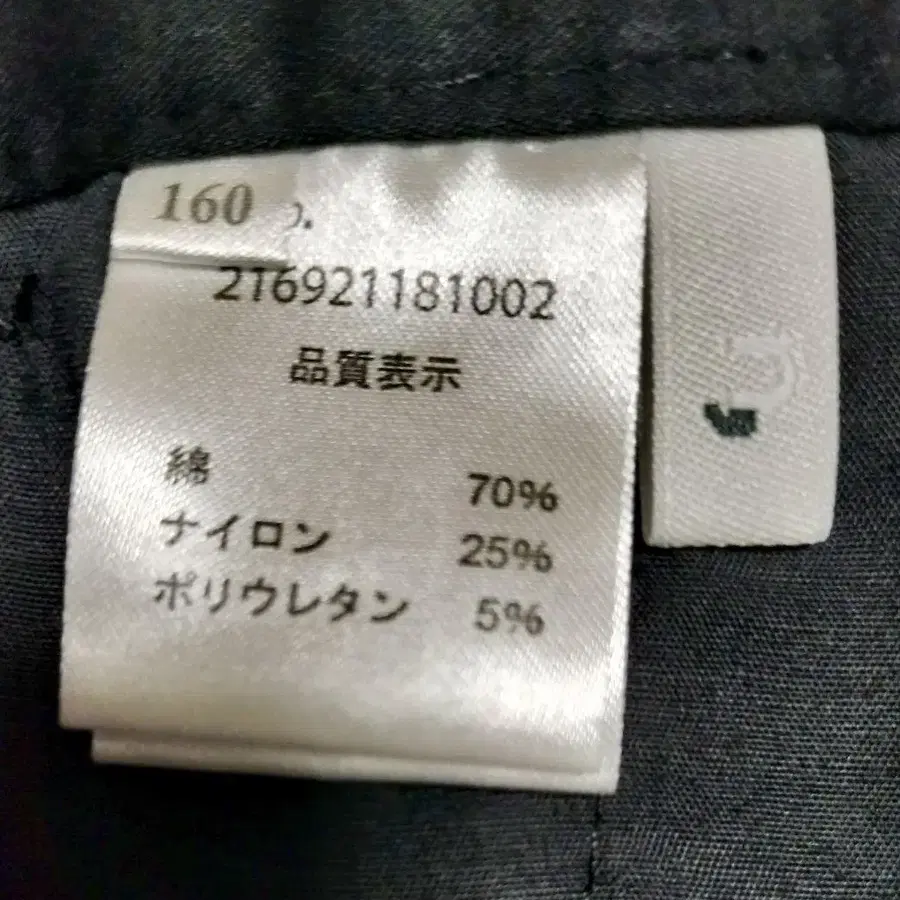 160
216921181002
品質表示
綿 70%
ナイロン 25%
ポリウレタン 5%